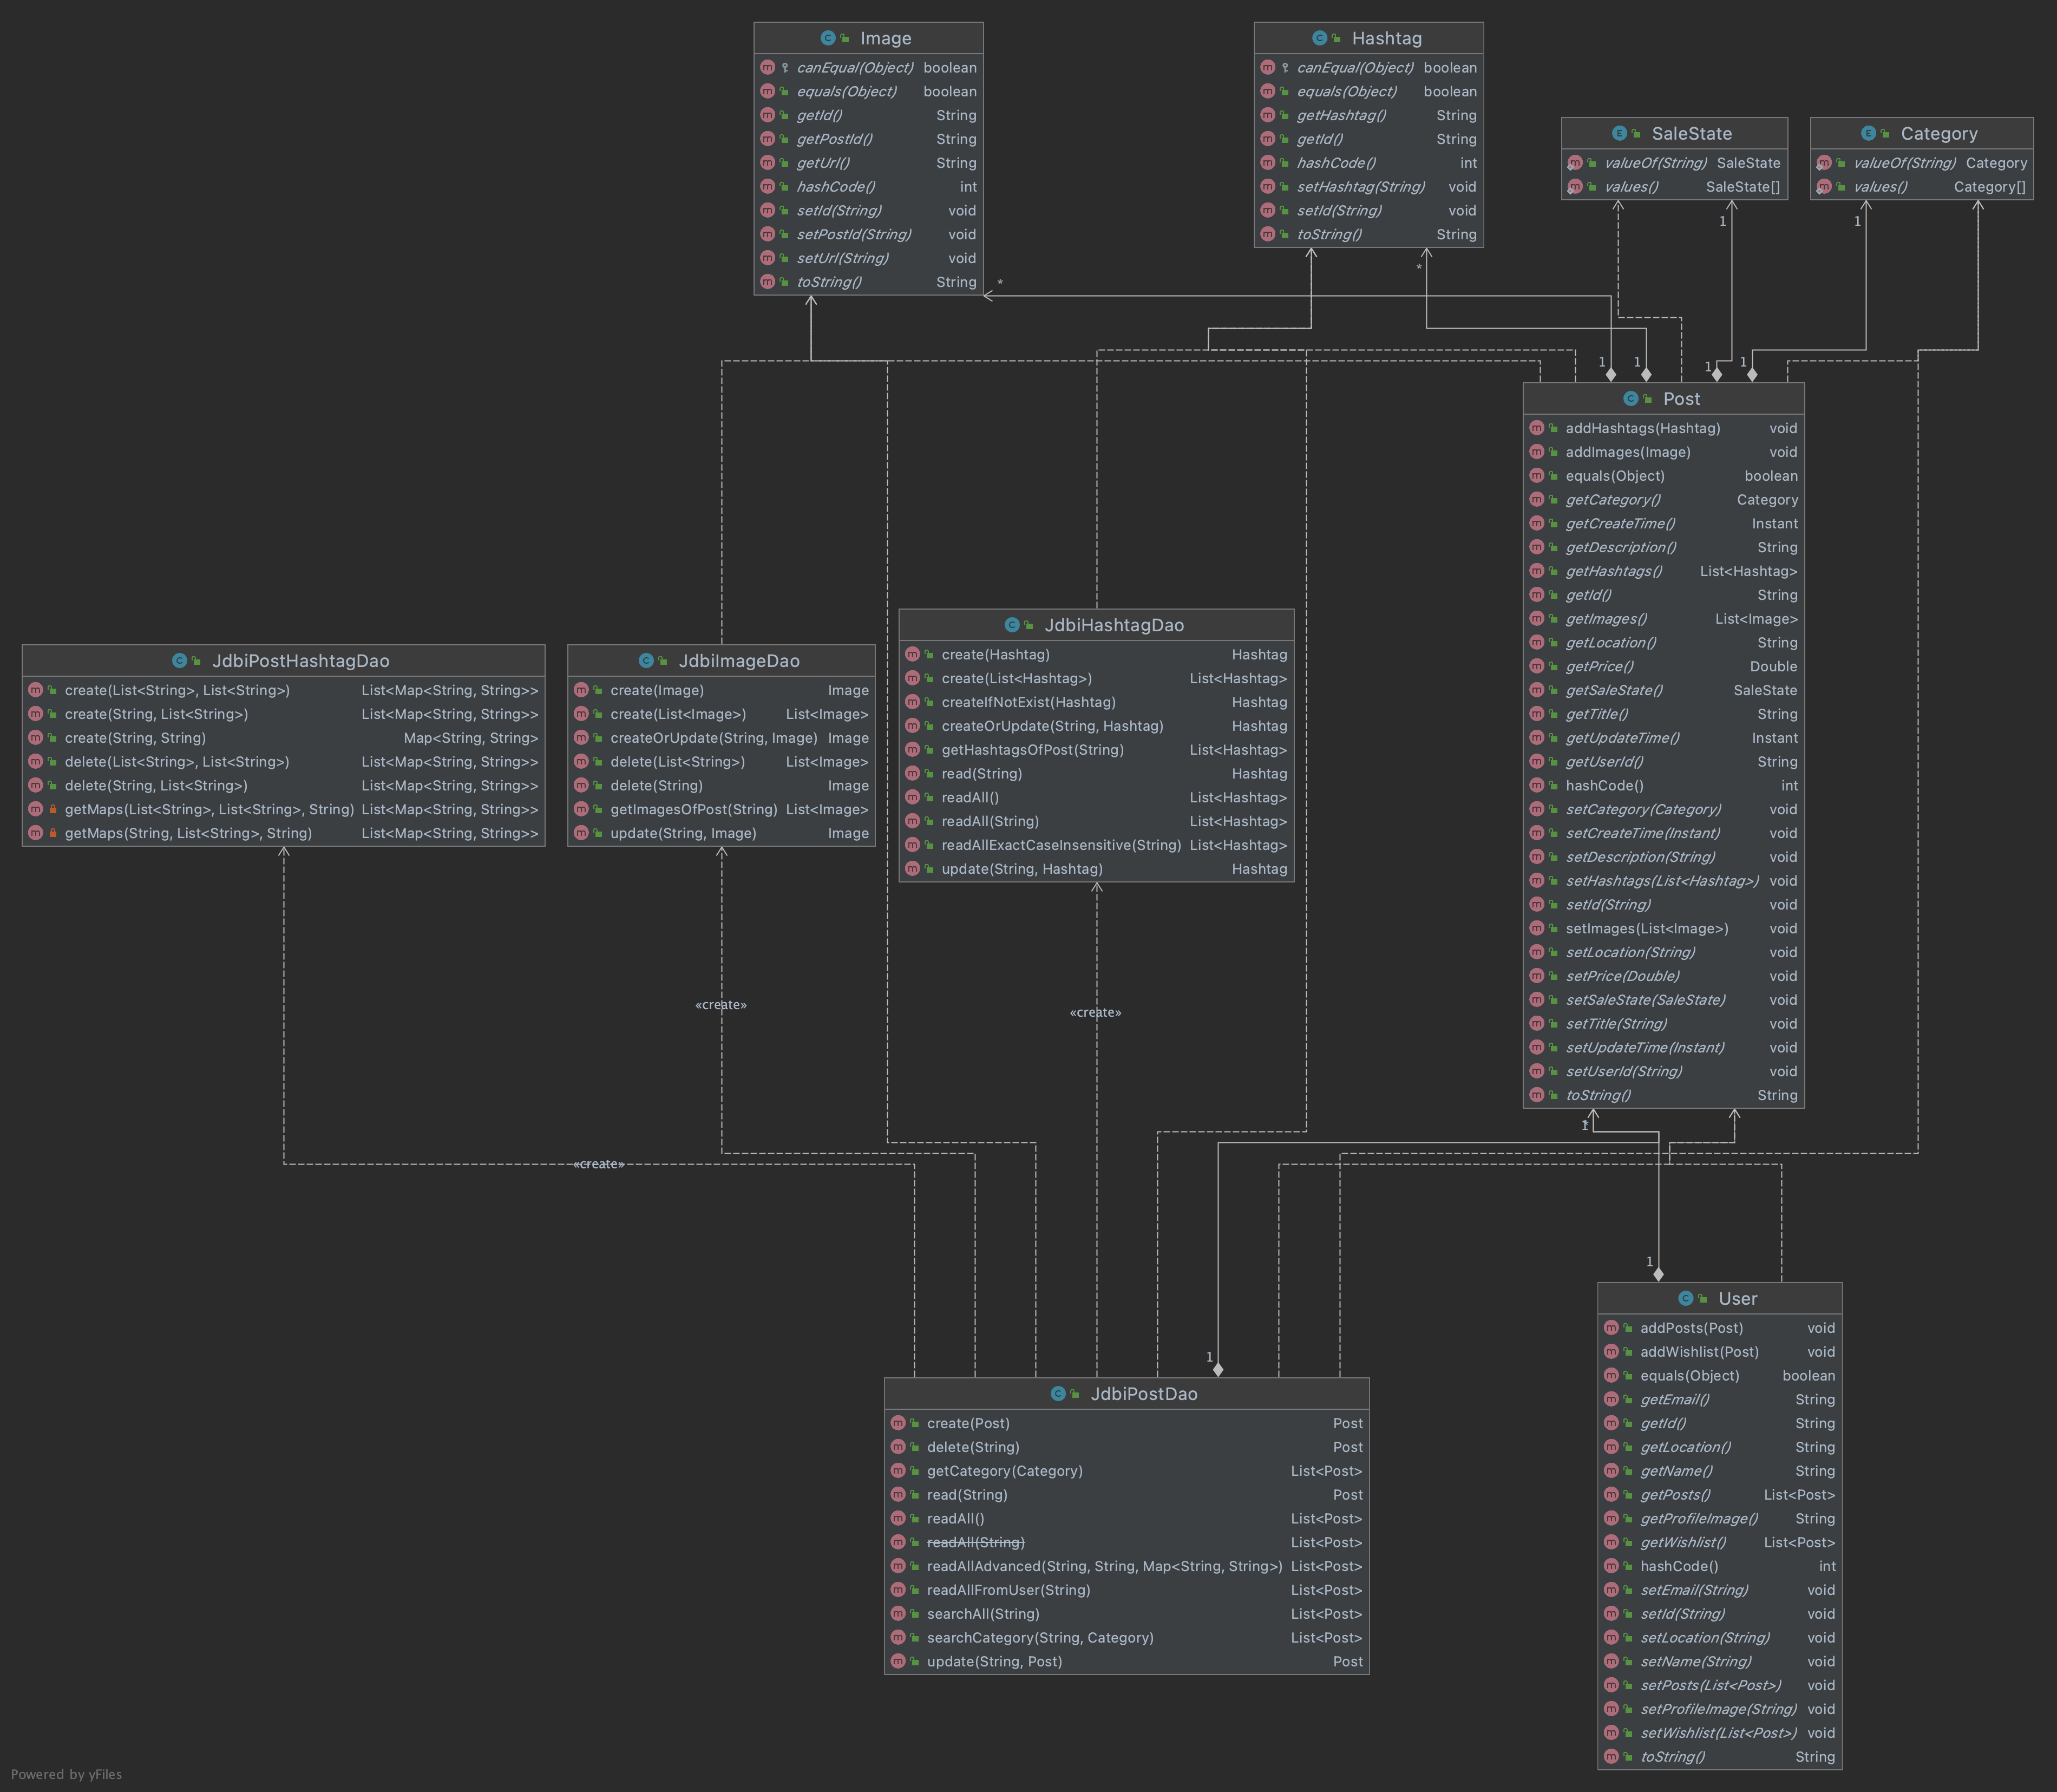 Image
canEqual(Object) boolean
equals(Object) boolean
getId() String
getPostId() String
getUrl() String
hashCode() int
setId(String) void
setPostId(String) void
setUrl(String) void
toString() String
Hashtag
canEqual(Object) boolean
equals(Object) boolean
getHashtag() String
getId() String
hashCode() int
setHashtag(String) void
setId(String) void
toString() String
SaleState
valueOf(String) SaleState
values() SaleState[]
Category
valueOf(String) Category
values() Category[]
1
1
*
*
1
1
1
1
Post
addHashtags(Hashtag) void
addImages(Image) void
equals(Object) boolean
getCategory() Category
getCreateTime() Instant
getDescription() String
getHashtags() List<Hashtag>
getId() String
getImages() List<Image>
getLocation() String
getPrice() Double
getSaleState() SaleState
getTitle() String
getUpdateTime() Instant
getUserId() String
hashCode() int
setCategory(Category) void
setCreateTime(Instant) void
setDescription(String) void
setHashtags(List<Hashtag>) void
setId(String) void
setImages(List<Image>) void
setLocation(String) void
setPrice(Double) void
setSaleState(SaleState) void
setTitle(String) void
setUpdateTime(Instant) void
setUserId(String) void
toString() String
JdbiPostHashtagDao
create(List<String>, List<String>) List<Map<String, String>>
create(String, List<String>) List<Map<String, String>>
create(String, String) Map<String, String>
delete(List<String>, List<String>) List<Map<String, String>>
delete(String, List<String>) List<Map<String, String>>
getMaps(List<String>, List<String>, String) List<Map<String, String>>
getMaps(String, List<String>, String) List<Map<String, String>>
JdbiImageDao
create(Image) Image
create(List<Image>) List<Image>
createOrUpdate(String, Image) Image
delete(List<String>) List<Image>
delete(String) Image
getImagesOfPost(String) List<Image>
update(String, Image) Image
JdbiHashtagDao
create(Hashtag) Hashtag
create(List<Hashtag>) List<Hashtag>
createIfNotExist(Hashtag) Hashtag
createOrUpdate(String, Hashtag) Hashtag
getHashtagsOfPost(String) List<Hashtag>
read(String) Hashtag
readAll() List<Hashtag>
readAll(String) List<Hashtag>
readAllExactCaseInsensitive(String) List<Hashtag>
update(String, Hashtag) Hashtag
«create»
«create»
«create»
1
1
JdbiPostDao
create(Post) Post
delete(String) Post
getCategory(Category) List<Post>
read(String) Post
readAll() List<Post>
readAll(String) List<Post>
readAllAdvanced(String, String, Map<String, String>) List<Post>
readAllFromUser(String) List<Post>
searchAll(String) List<Post>
searchCategory(String, Category) List<Post>
update(String, Post) Post
User
addPosts(Post) void
addWishlist(Post) void
equals(Object) boolean
getEmail() String
getId() String
getLocation() String
getName() String
getPosts() List<Post>
getProfileImage() String
getWishlist() List<Post>
hashCode() int
setEmail(String) void
setId(String) void
setLocation(String) void
setName(String) void
setPosts(List<Post>) void
setProfileImage(String) void
setWishlist(List<Post>) void
toString() String
Powered by yFiles